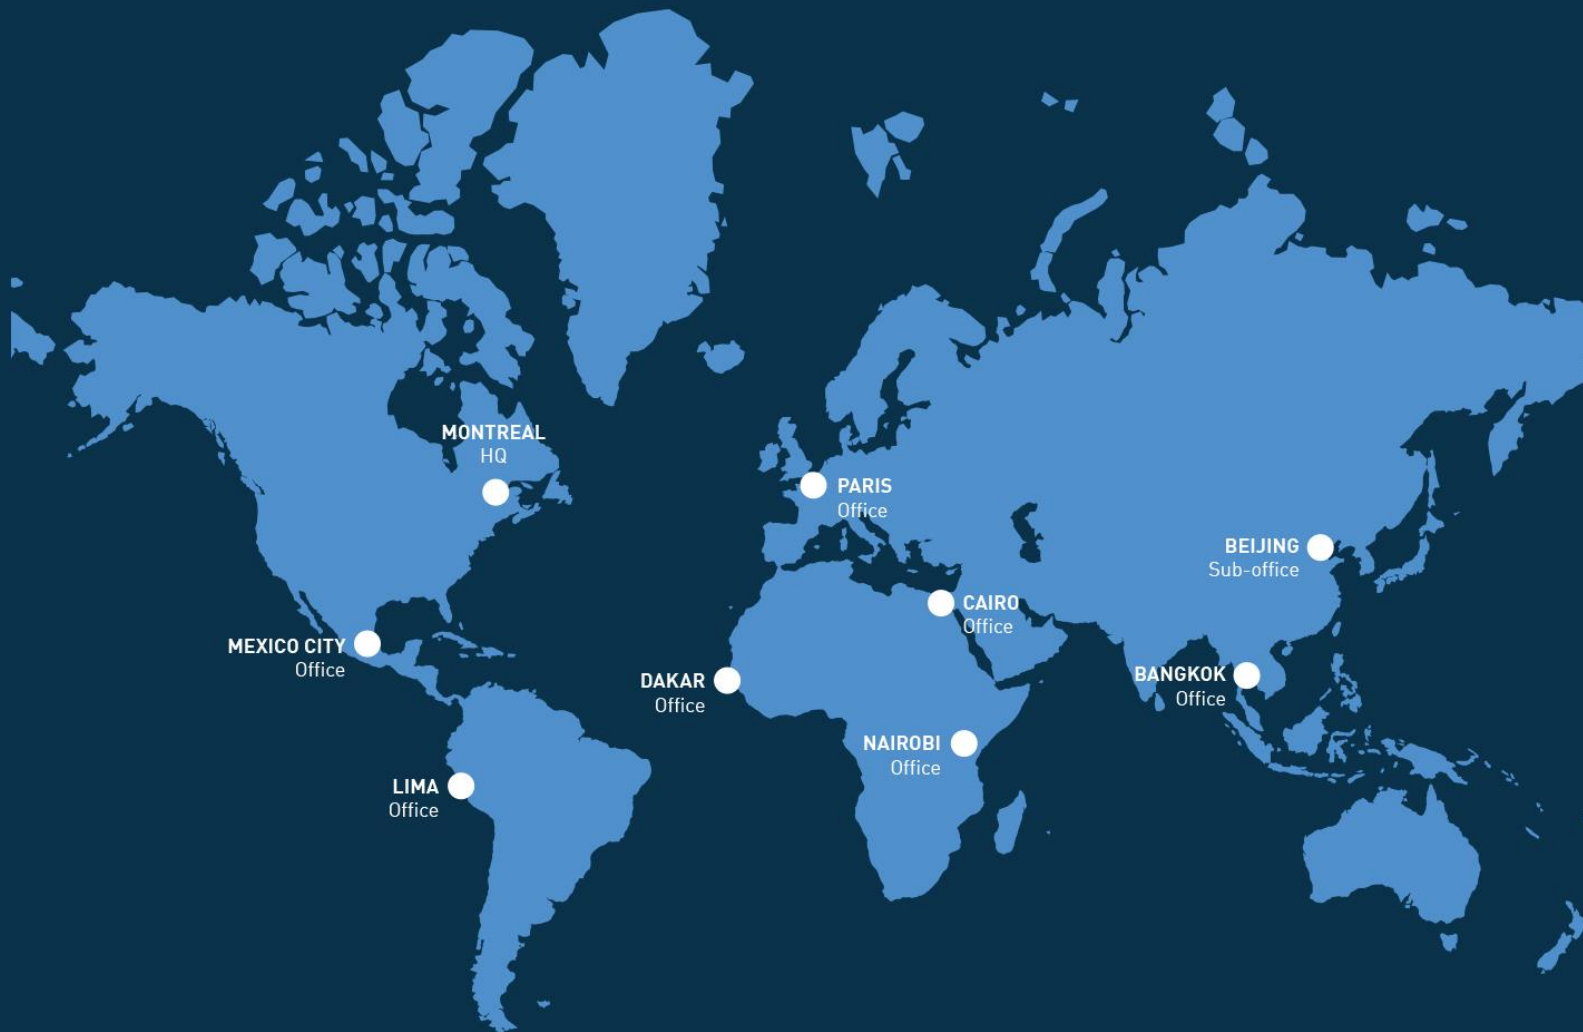 MONTREAL
HQ
PARIS
Office
BEIJING
Sub-office
CAIRO
Office
MEXICO CITY
Office
DAKAR
Office
BANGKOK
Office
NAIROBI
Office
LIMA
Office